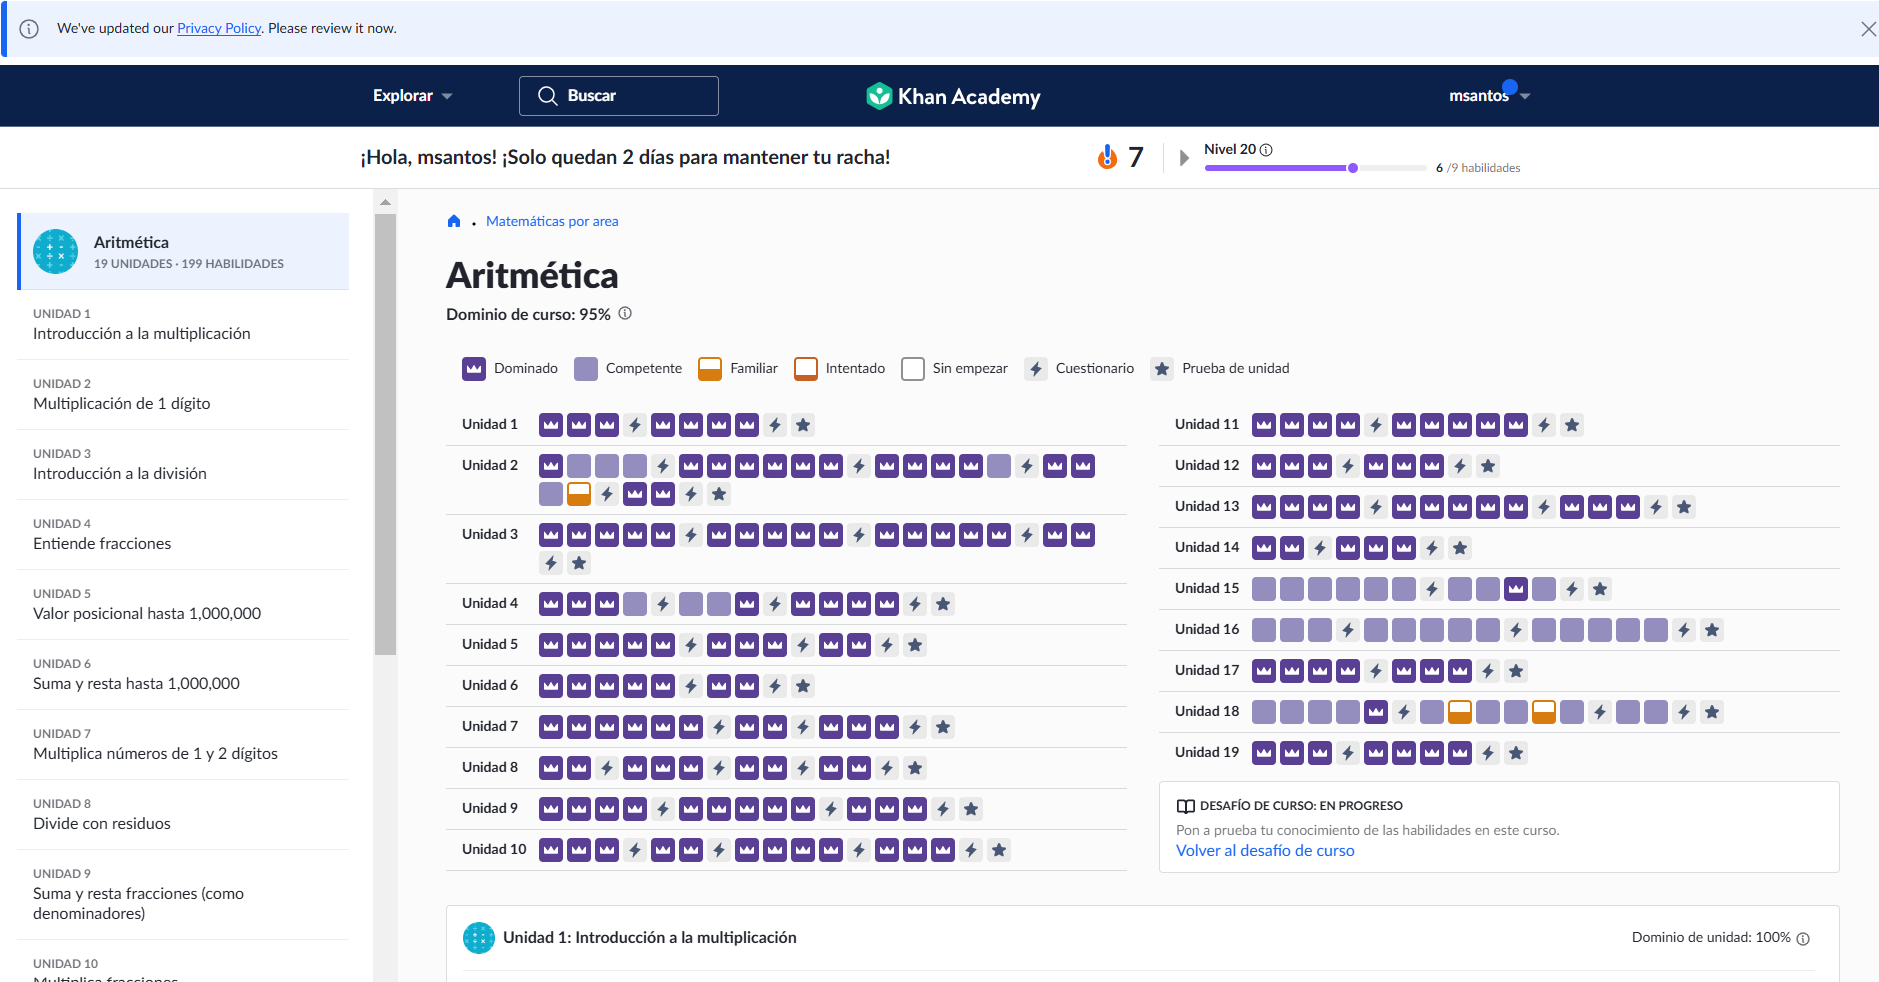 We've updated our Privacy Policy. Please review it now.
Explorar
Buscar
Khan Academy
msantos
¡Hola, msantos! ¡Solo quedan 2 días para mantener tu racha!
7
Nivel 20
6 /9 habilidades
Aritmética
19 UNIDADES · 199 HABILIDADES
UNIDAD 1
Introducción a la multiplicación
UNIDAD 2
Multiplicación de 1 dígito
UNIDAD 3
Introducción a la división
UNIDAD 4
Entiende fracciones
UNIDAD 5
Valor posicional hasta 1,000,000
UNIDAD 6
Suma y resta hasta 1,000,000
UNIDAD 7
Multiplica números de 1 y 2 dígitos
UNIDAD 8
Divide con residuos
UNIDAD 9
Suma y resta fracciones (como
denominadores)
UNIDAD 10
Multiplica fracciones
Matemáticas por area
Aritmética
Dominio de curso: 95%
Dominado
Competente
Familiar
Intentado
Sin empezar
Cuestionario
Prueba de unidad
Unidad 1
Unidad 2
Unidad 3
Unidad 4
Unidad 5
Unidad 6
Unidad 7
Unidad 8
Unidad 9
Unidad 10
Unidad 11
Unidad 12
Unidad 13
Unidad 14
Unidad 15
Unidad 16
Unidad 17
Unidad 18
Unidad 19
DESAFÍO DE CURSO: EN PROGRESO
Pon a prueba tu conocimiento de las habilidades en este curso.
Volver al desafío de curso
Unidad 1: Introducción a la multiplicación
Dominio de unidad: 100%